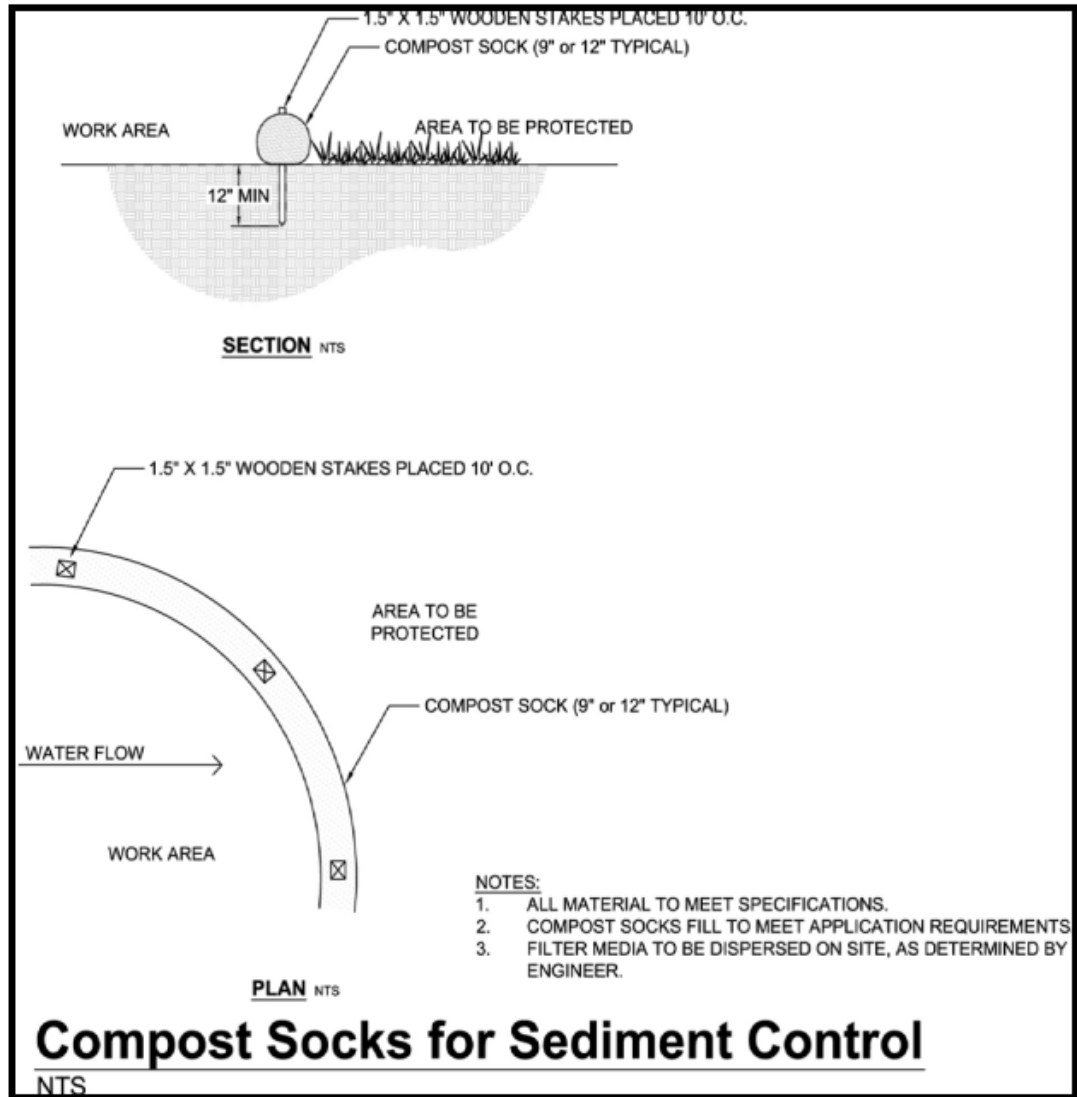 1.5" X 1.5" WOODEN STAKES PLACED 10' O.C.
COMPOST SOCK (9" or 12" TYPICAL)
WORK AREA
AREA TO BE PROTECTED
12" MIN
SECTION NTS
1.5" X 1.5" WOODEN STAKES PLACED 10' O.C.
AREA TO BE
PROTECTED
COMPOST SOCK (9" or 12" TYPICAL)
WATER FLOW
WORK AREA
NOTES:
1. ALL MATERIAL TO MEET SPECIFICATIONS.
2. COMPOST SOCKS FILL TO MEET APPLICATION REQUIREMENTS
3. FILTER MEDIA TO BE DISPERSED ON SITE, AS DETERMINED BY
ENGINEER.
PLAN NTS
Compost Socks for Sediment Control
NTS